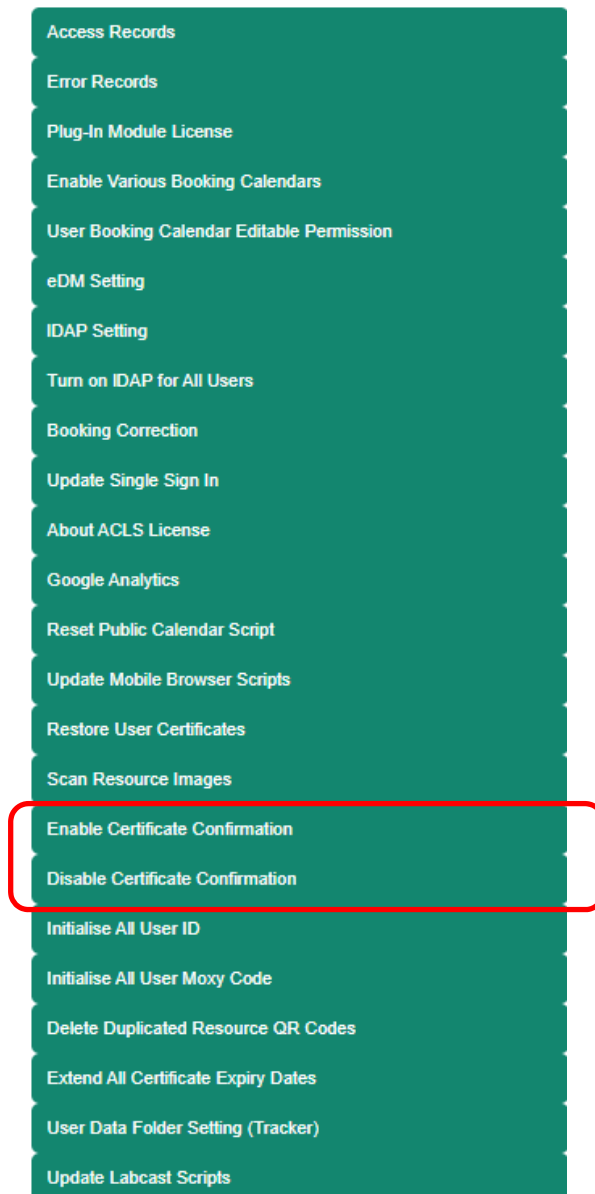 Access Records
Error Records
Plug-In Module License
Enable Various Booking Calendars
User Booking Calendar Editable Permission
eDM Setting
IDAP Setting
Turn on IDAP for All Users
Booking Correction
Update Single Sign In
About ACLS License
Google Analytics
Reset Public Calendar Script
Update Mobile Browser Scripts
Restore User Certificates
Scan Resource Images
Enable Certificate Confirmation
Disable Certificate Confirmation
Initialise All User ID
Initialise All User Moxy Code
Delete Duplicated Resource QR Codes
Extend All Certificate Expiry Dates
User Data Folder Setting (Tracker)
Update Labcast Scripts